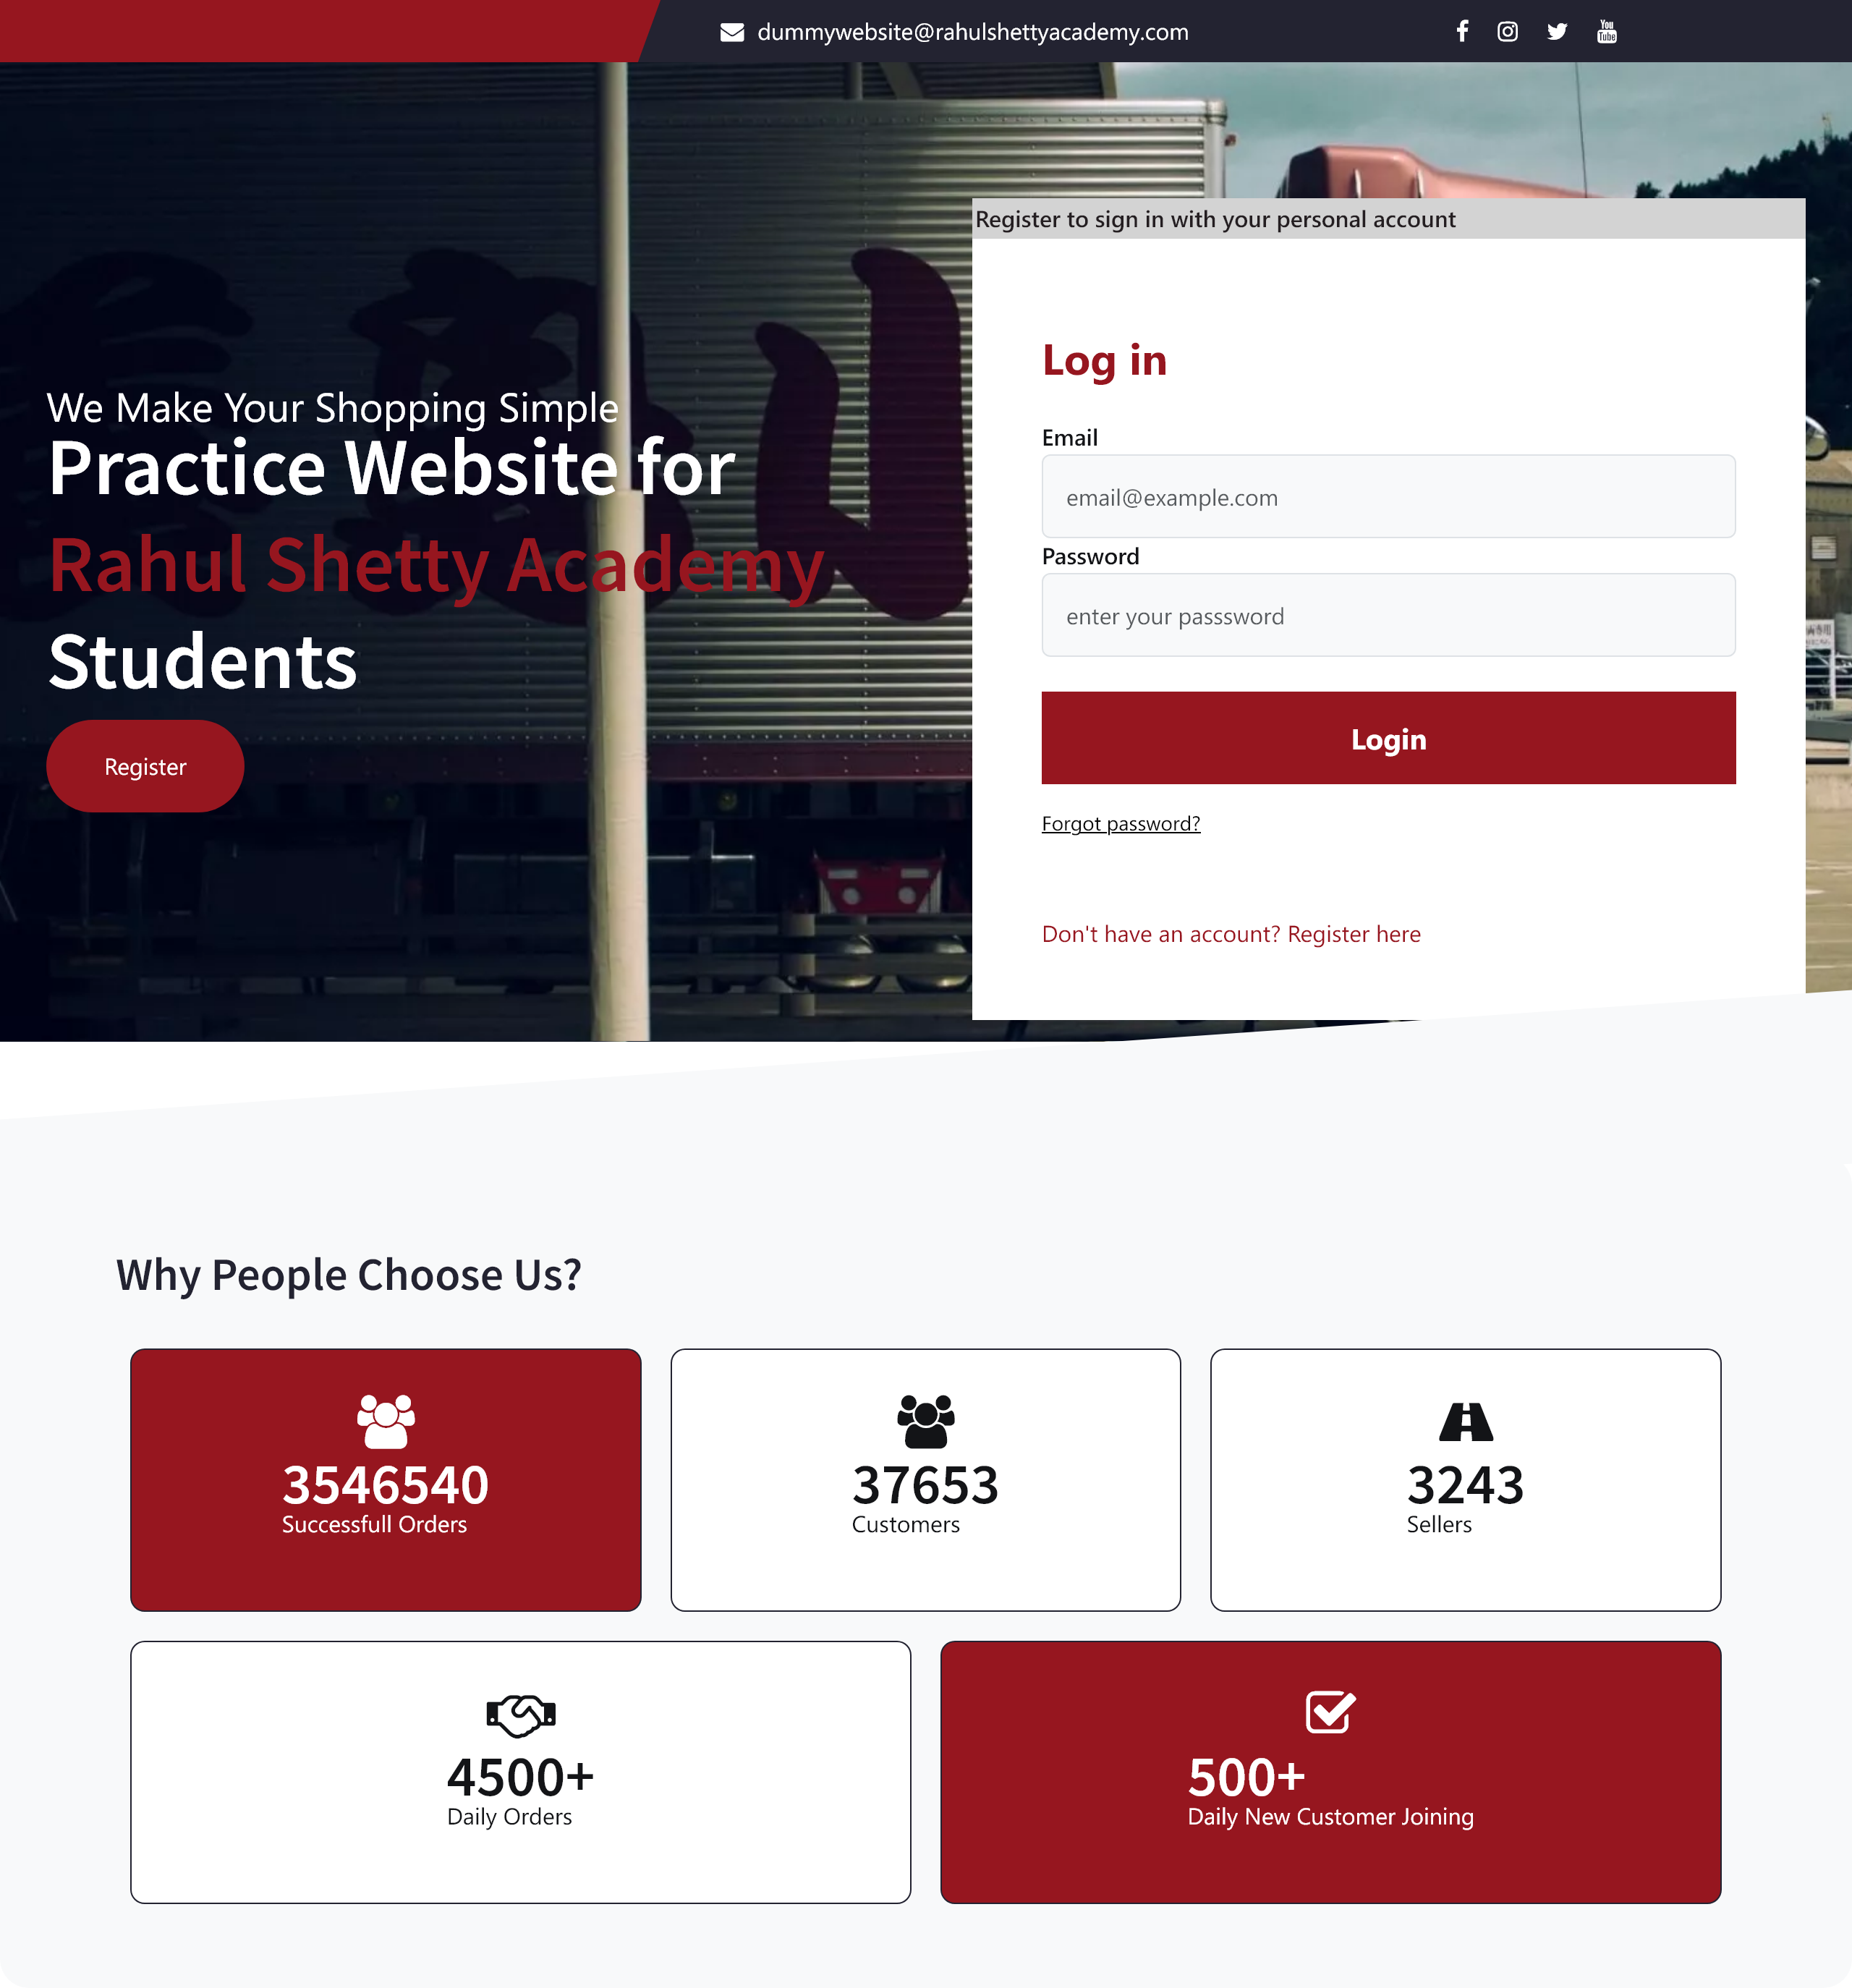 dummywebsite@rahulshettyacademy.com
You
Tube
Register to sign in with your personal account
We Make Your Shopping Simple
Practice Website for
Rahul Shetty Academy
Students
Register
Log in
Email
email@example.com
Password
enter your passsword
Login
Forgot password?
Don't have an account? Register here
Why People Choose Us?
3546540
Successfull Orders
37653
Customers
3243
Sellers
4500+
Daily Orders
500+
Daily New Customer Joining